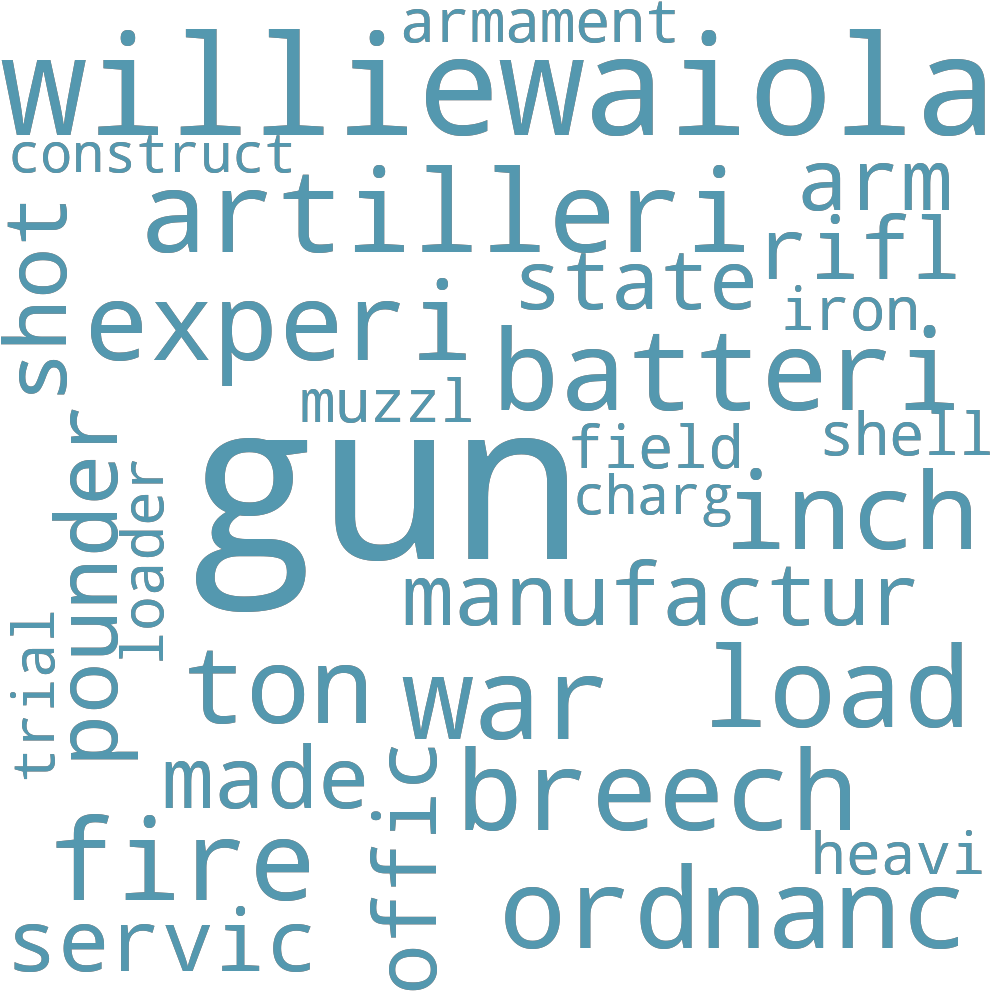 armament
williewaiola
construct
artilleri
arm
shot
rifl
state
experi
iron
batteri
muzzl
gun
field
shell
charg
inch
pounder
loader
manufactur
trial
ton
war
load
made
offic
breech
fire
heavi
ordnanc
servic